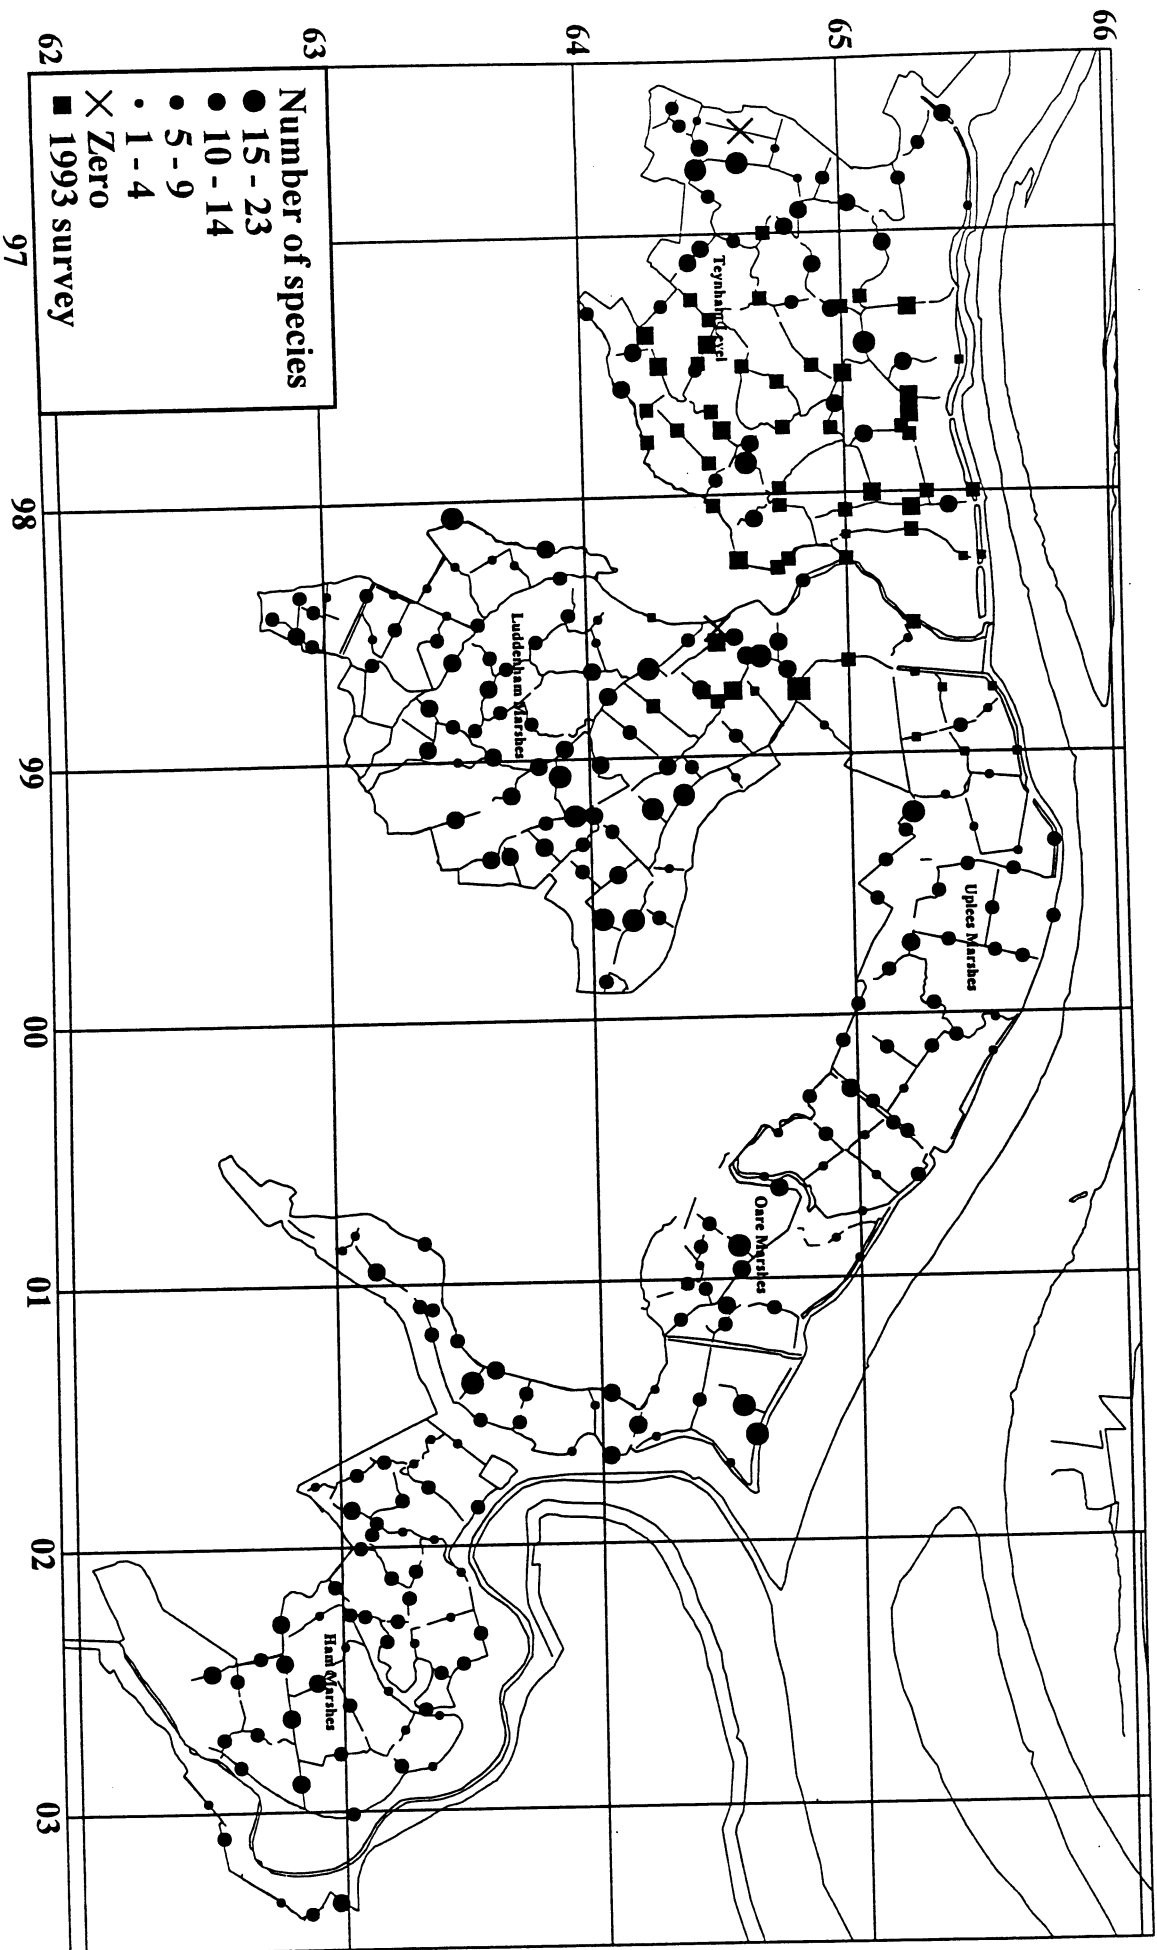 66
65
64
63
62
97
98
99
00
01
02
03
Teynham Level
Luddenham Marshes
Uplees Marshes
Oare Marshes
Ham Marshes
Number of species
15 - 23
10 - 14
5 - 9
1 - 4
Zero
1993 survey